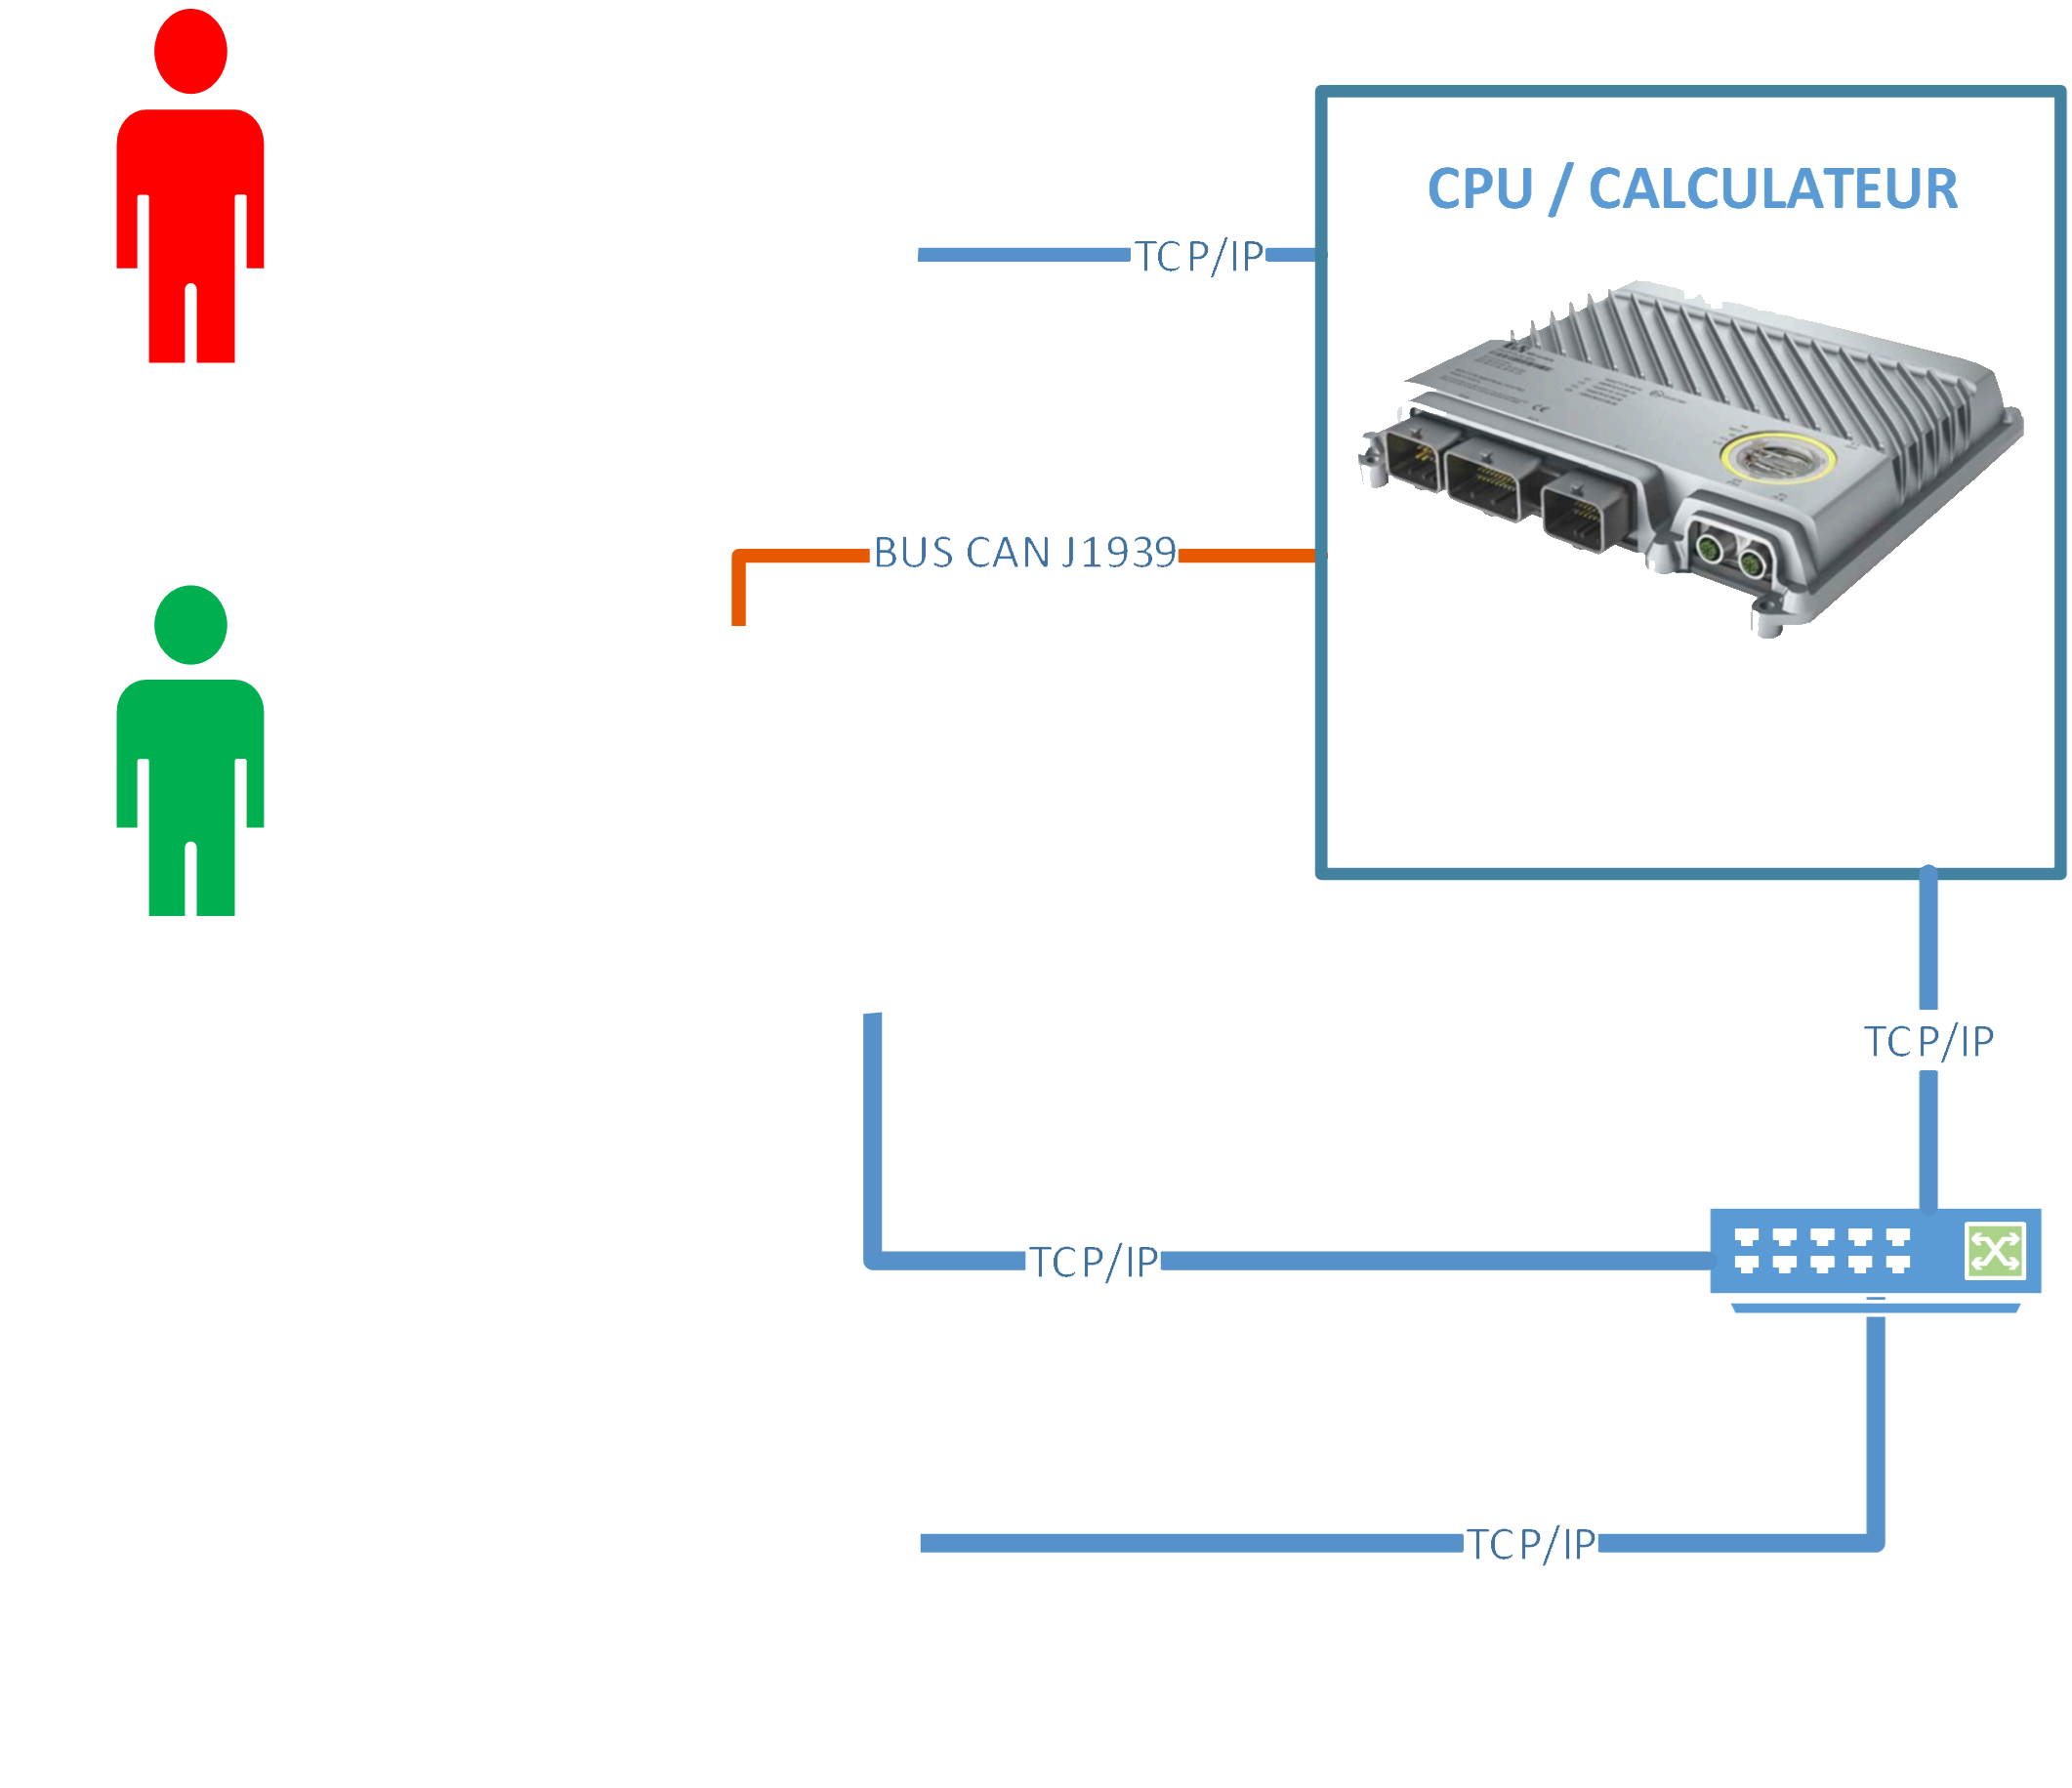 CPU / CALCULATEUR
TCP/IP
BUS CAN J1939
TCP/IP
TCP/IP
TCP/IP